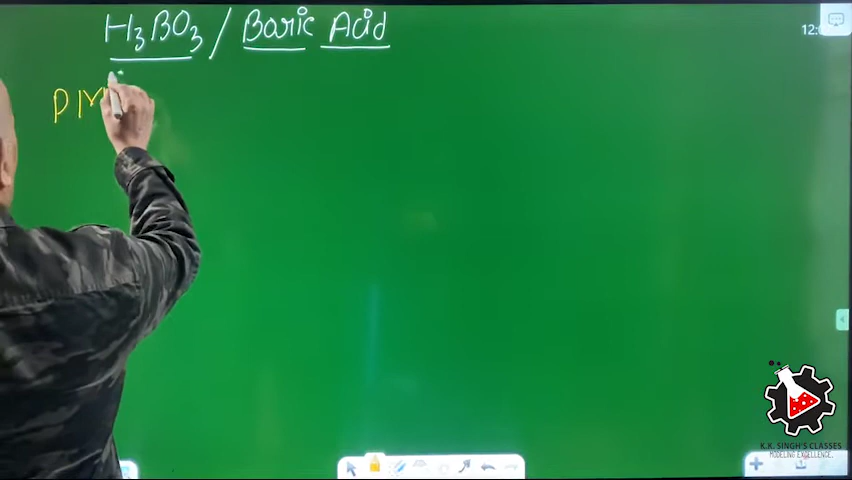 H₃BO₃ / Boric Acid
K.K. SINGH'S CLASSES
MODELING EXCELLENCE.